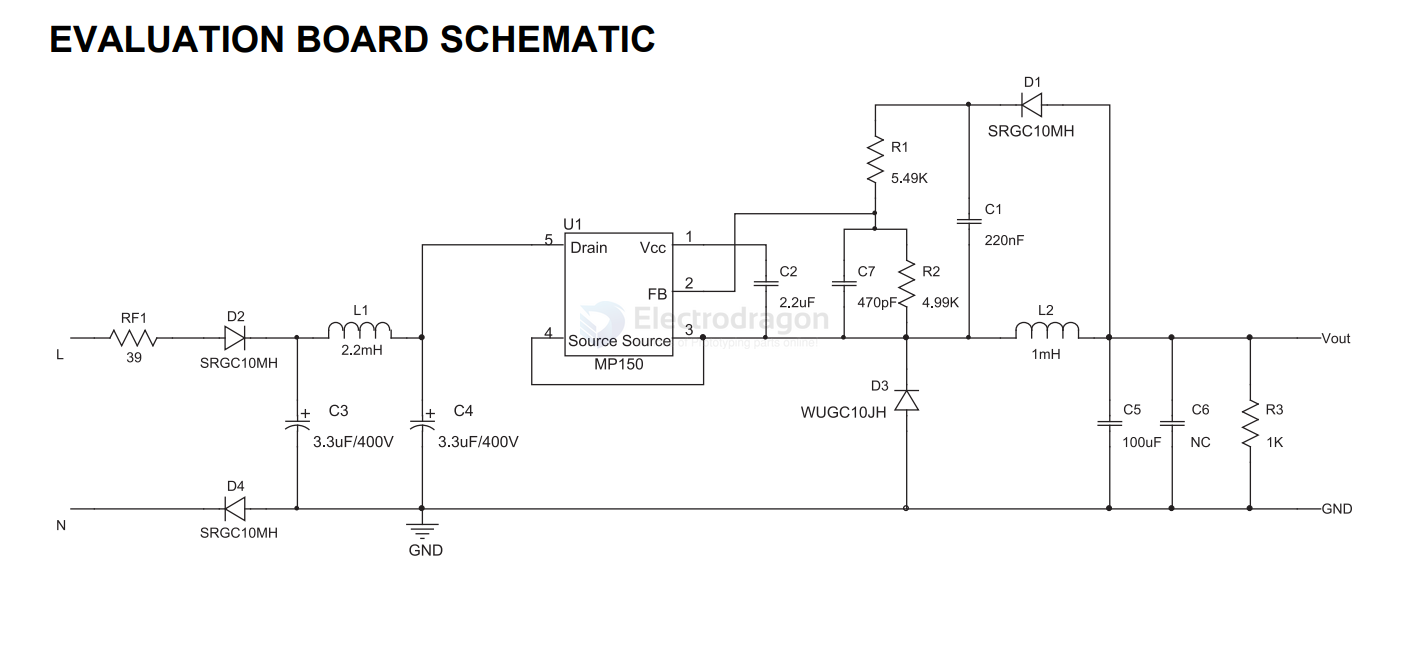 EVALUATION BOARD SCHEMATIC
D1
SRGC10MH
R1
5.49K
C1
220nF
U1
5
Drain
Vcc
1
FB
2
4
Source Source
3
MP150
C2
2.2uF
C7
470pF
R2
4.99K
Electrodragon
L
RF1
39
D2
SRGC10MH
L1
2.2mH
L2
1mH
Vout
C3
+
3.3uF/400V
C4
+
3.3uF/400V
D3
WUGC10JH
C5
100uF
C6
NC
R3
1K
N
D4
SRGC10MH
GND
GND